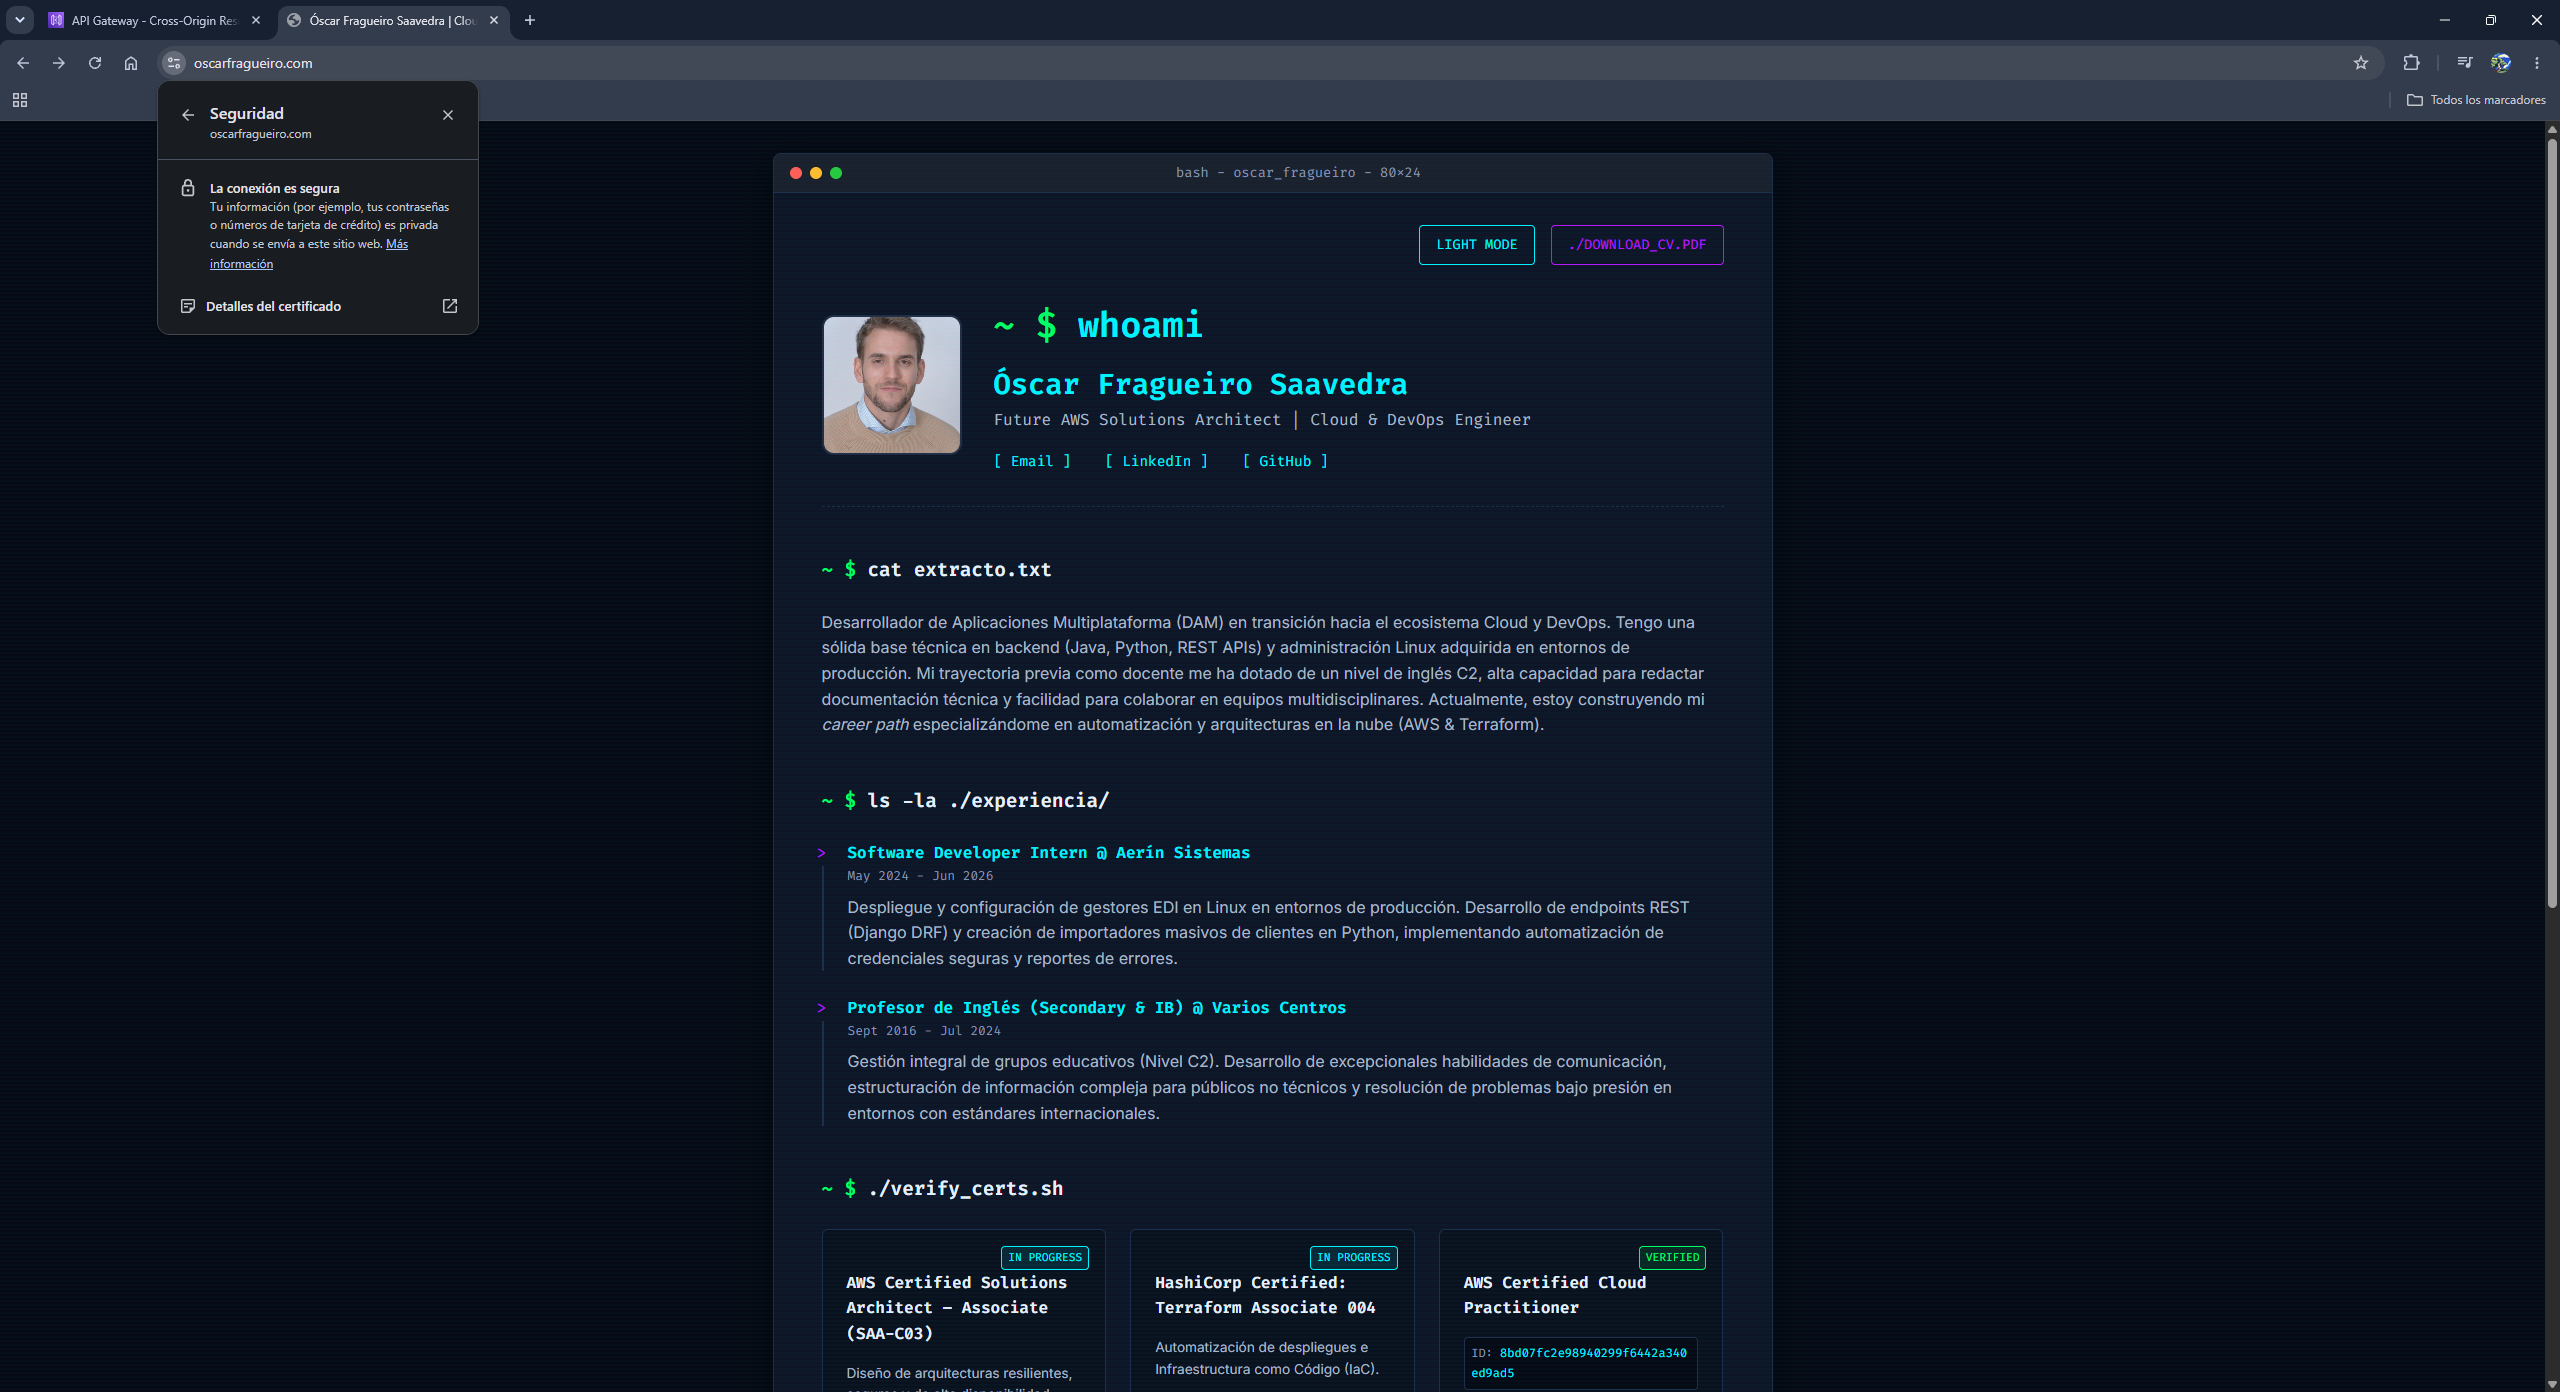 API Gateway - Cross-Origin Res
Óscar Fragueiro Saavedra | Clou
oscarfragueiro.com
Todos los marcadores
Seguridad
oscarfragueiro.com
La conexión es segura
Tu información (por ejemplo, tus contraseñas
o números de tarjeta de crédito) es privada
cuando se envía a este sitio web. Más
información
Detalles del certificado
bash — oscar_fragueiro — 80×24
LIGHT MODE
./DOWNLOAD_CV.PDF
~ $ whoami
Óscar Fragueiro Saavedra
Future AWS Solutions Architect | Cloud & DevOps Engineer
[ Email ] [ LinkedIn ] [ GitHub ]
~ $ cat extracto.txt
Desarrollador de Aplicaciones Multiplataforma (DAM) en transición hacia el ecosistema Cloud y DevOps. Tengo una
sólida base técnica en backend (Java, Python, REST APIs) y administración Linux adquirida en entornos de
producción. Mi trayectoria previa como docente me ha dotado de un nivel de inglés C2, alta capacidad para redactar
documentación técnica y facilidad para colaborar en equipos multidisciplinares. Actualmente, estoy construyendo mi
career path especializándome en automatización y arquitecturas en la nube (AWS & Terraform).
~ $ ls -la ./experiencia/
> Software Developer Intern @ Aerín Sistemas
May 2024 - Jun 2026
Despliegue y configuración de gestores EDI en Linux en entornos de producción. Desarrollo de endpoints REST
(Django DRF) y creación de importadores masivos de clientes en Python, implementando automatización de
credenciales seguras y reportes de errores.
> Profesor de Inglés (Secondary & IB) @ Varios Centros
Sept 2016 - Jul 2024
Gestión integral de grupos educativos (Nivel C2). Desarrollo de excepcionales habilidades de comunicación,
estructuración de información compleja para públicos no técnicos y resolución de problemas bajo presión en
entornos con estándares internacionales.
~ $ ./verify_certs.sh
IN PROGRESS
AWS Certified Solutions
Architect – Associate
(SAA-C03)
Diseño de arquitecturas resilientes,
IN PROGRESS
HashiCorp Certified:
Terraform Associate 004
Automatización de despliegues e
Infraestructura como Código (IaC).
VERIFIED
AWS Certified Cloud
Practitioner
ID: 8bd07fc2e98940299f6442a340
ed9ad5